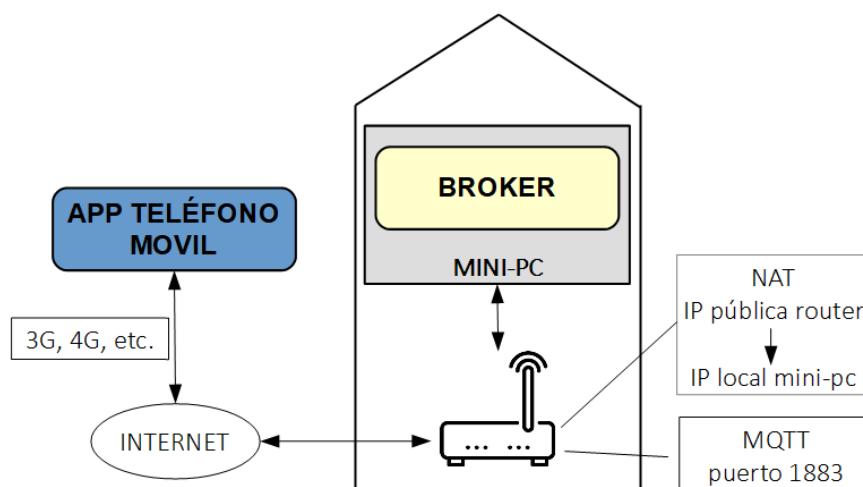 BROKER
MINI-PC
APP TELÉFONO
MOVIL
3G, 4G, etc.
INTERNET
NAT
IP pública router
IP local mini-pc
MQTT
puerto 1883